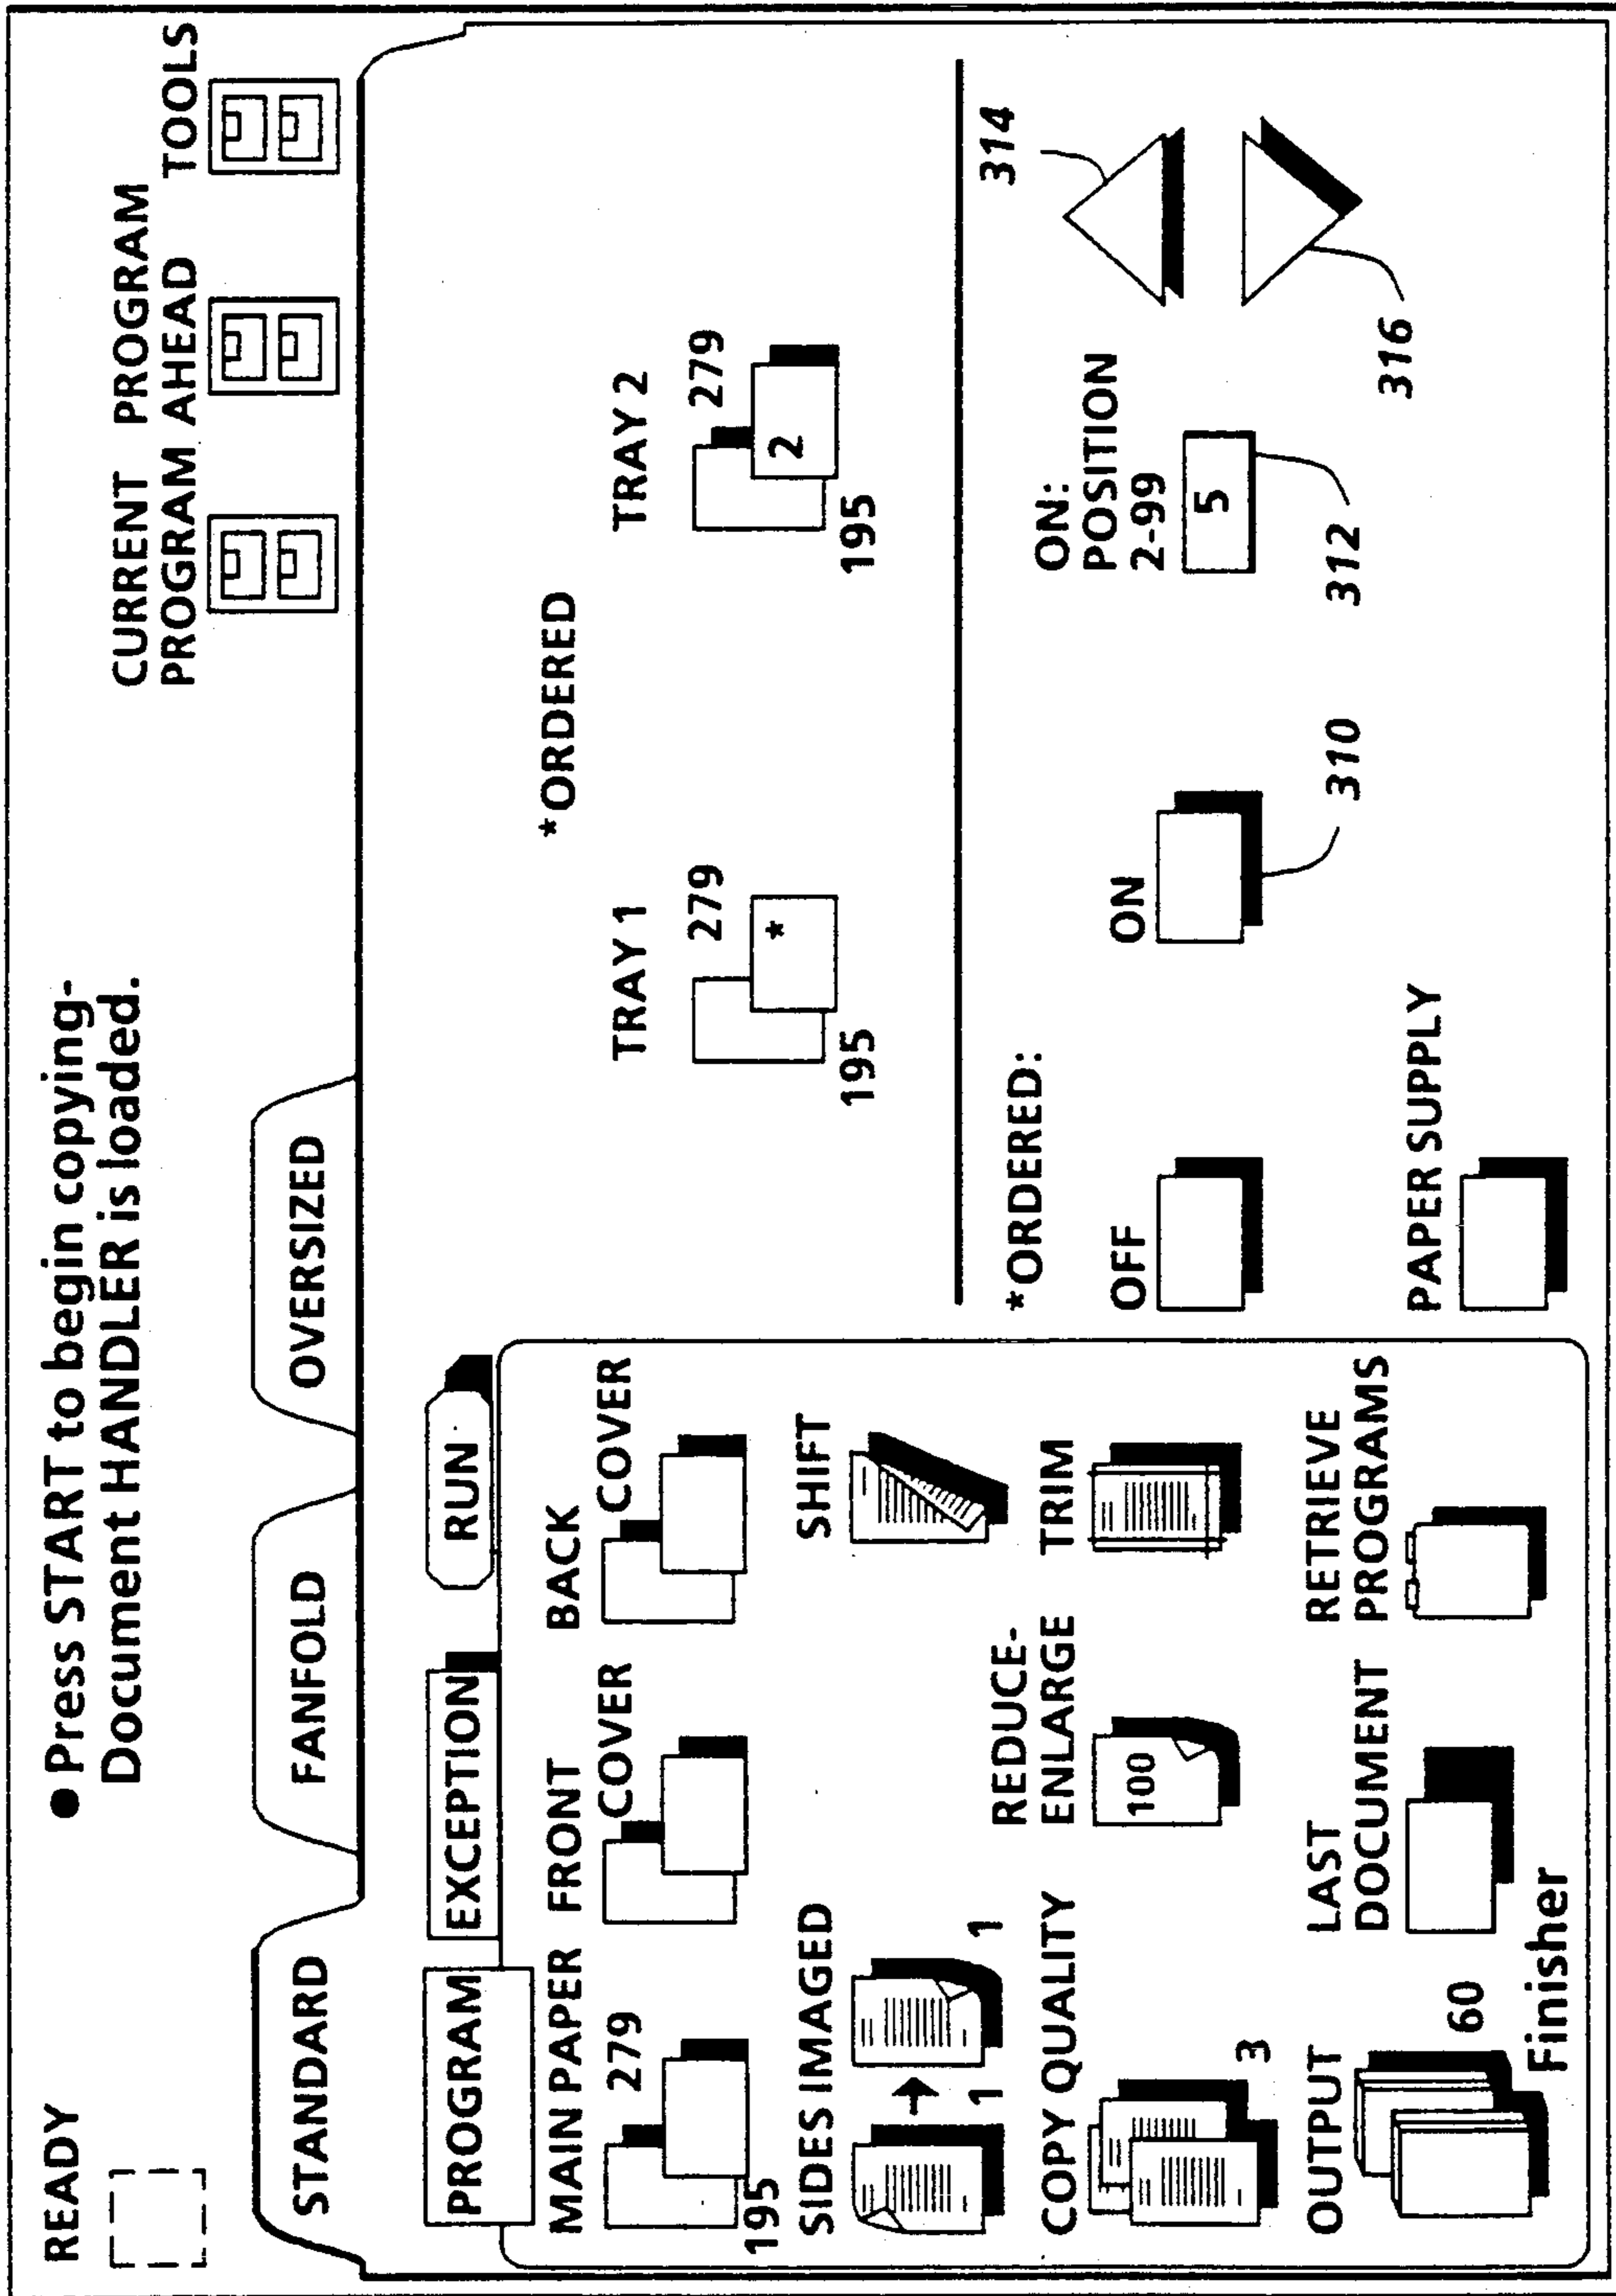 READY
● Press START to begin copying-
Document HANDLER is loaded.
CURRENT PROGRAM
PROGRAM AHEAD TOOLS
STANDARD
FANFOLD
OVERSIZED
PROGRAM
EXCEPTION
RUN
MAIN PAPER
279
195
FRONT
COVER
BACK
COVER
SIDES IMAGED
1
1
SHIFT
COPY QUALITY
3
REDUCE-
ENLARGE
100
TRIM
OUTPUT
60
Finisher
LAST
DOCUMENT
RETRIEVE
PROGRAMS
*ORDERED
TRAY 1
279
*
195
TRAY 2
279
2
195
*ORDERED:
OFF
ON
310
ON:
POSITION
2-99
5
312
314
316
PAPER SUPPLY